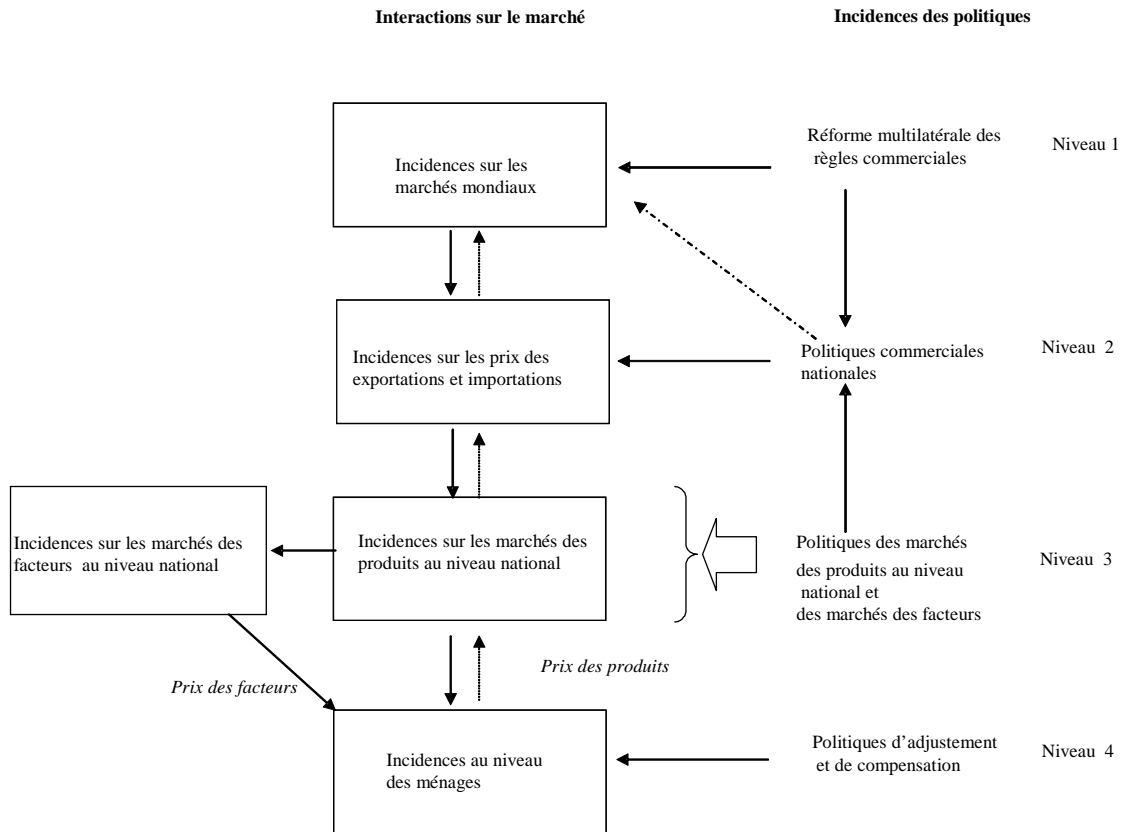 Interactions sur le marché
Incidences des politiques
Incidences sur les
marchés mondiaux
Réforme multilatérale des
règles commerciales
Niveau 1
Incidences sur les prix des
exportations et importations
Politiques commerciales
nationales
Niveau 2
Incidences sur les marchés des
facteurs au niveau national
Incidences sur les marchés des
produits au niveau national
Politiques des marchés
des produits au niveau
national et
des marchés des facteurs
Niveau 3
Prix des facteurs
Prix des produits
Incidences au niveau
des ménages
Politiques d'adjustement
et de compensation
Niveau 4